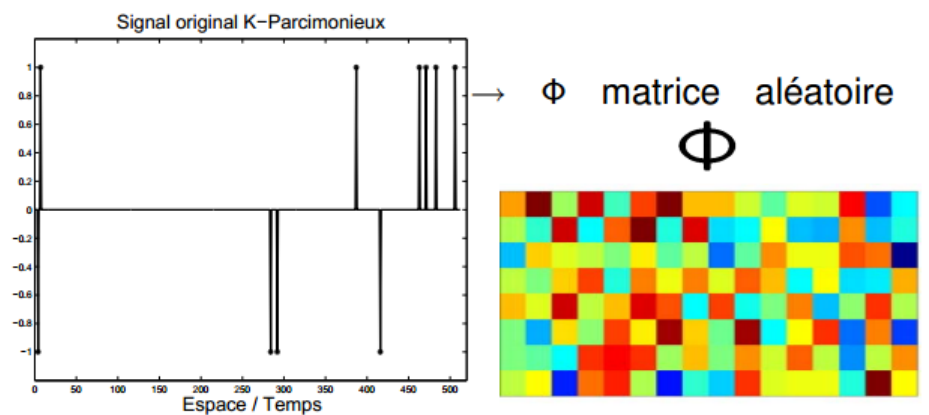 Signal original K−Parcimonieux
1
0.8
0.6
0.4
0.2
0
−0.2
−0.4
−0.6
−0.8
−1
0 50 100 150 200 250 300 350 400 450 500
Espace / Temps
→ Φ matrice aléatoire
Φ